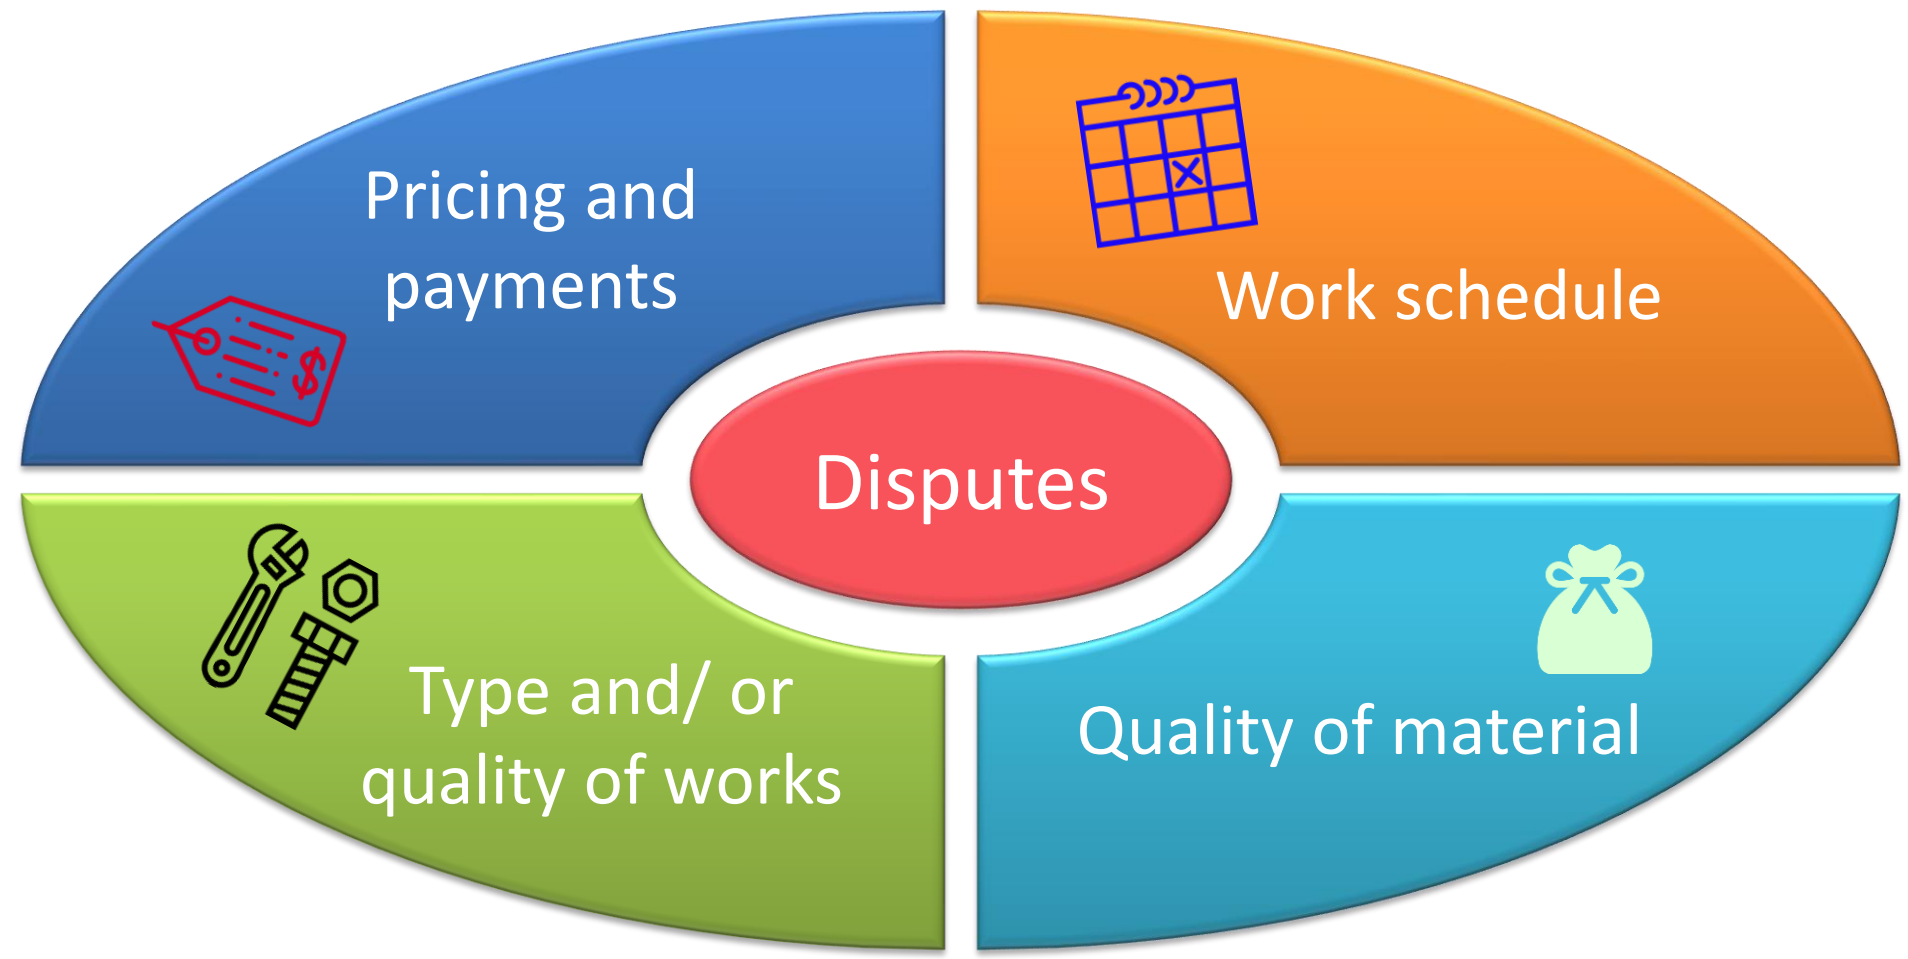 Pricing and
payments
Work schedule
Disputes
Type and/ or
quality of works
Quality of material
$